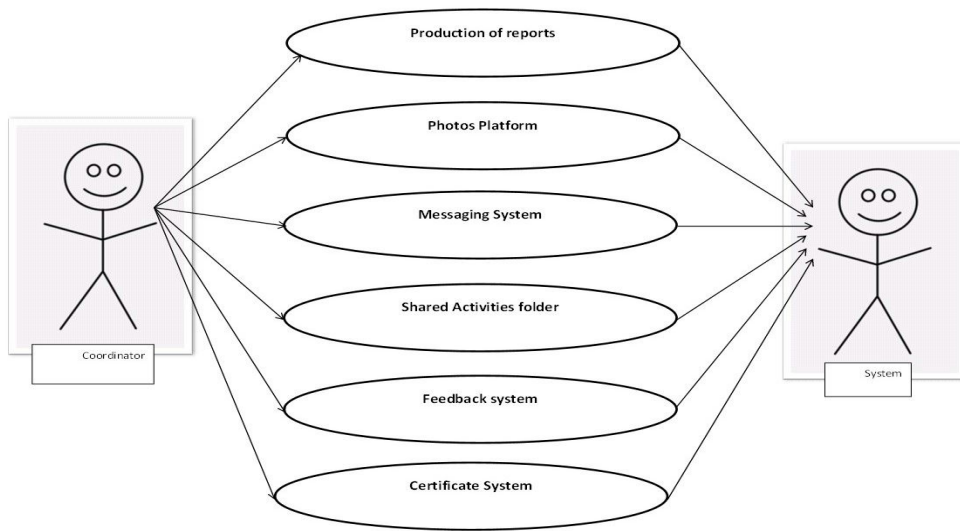 Production of reports
Photos Platform
Messaging System
Shared Activities folder
Feedback system
Certificate System
Coordinator
System